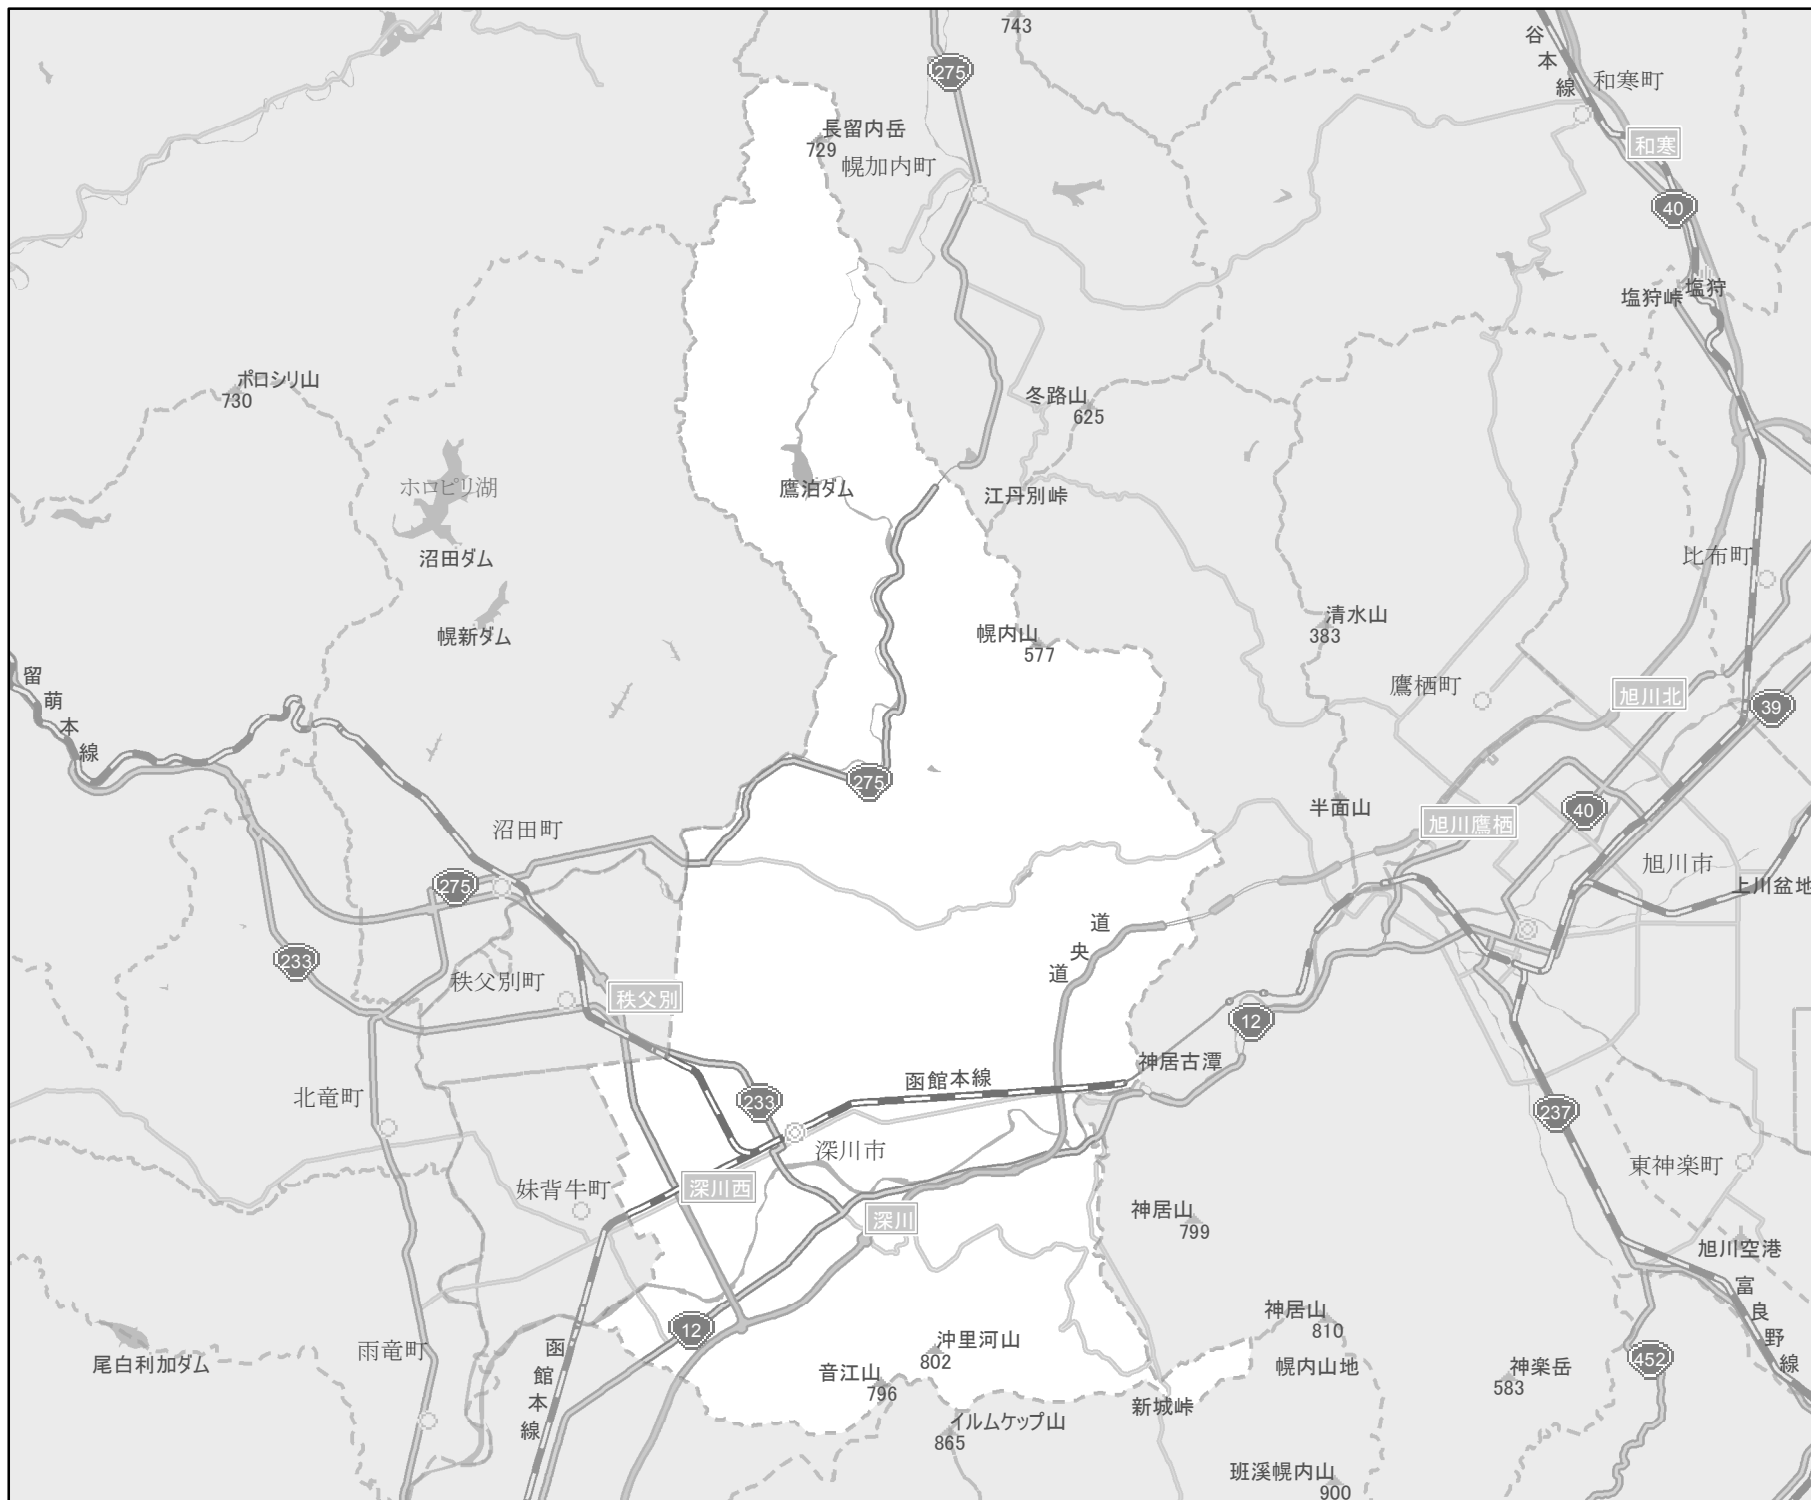 743
谷本線
和寒町
275
長留内岳
729
幌加内町
和寒
40
塩狩峠
塩狩
ポロシリ山
730
冬路山
625
ホロピリ湖
鷹泊ダム
江丹別峠
沼田ダム
比布町
幌新ダム
幌内山
577
清水山
383
留萌本線
鷹栖町
旭川北
39
275
半面山
40
沼田町
旭川鷹栖
旭川市
275
上川盆地
道央道
233
秩父別町
秩父別
12
神居古潭
函館本線
北竜町
233
237
深川市
東神楽町
妹背牛町
深川西
神居山
799
深川
旭川空港
富良野線
神居山
810
12
沖里河山
802
函館本線
雨竜町
尾白利加ダム
音江山
796
幌内山地
神楽岳
583
452
新城峠
イルムケップ山
865
班渓幌内山
900